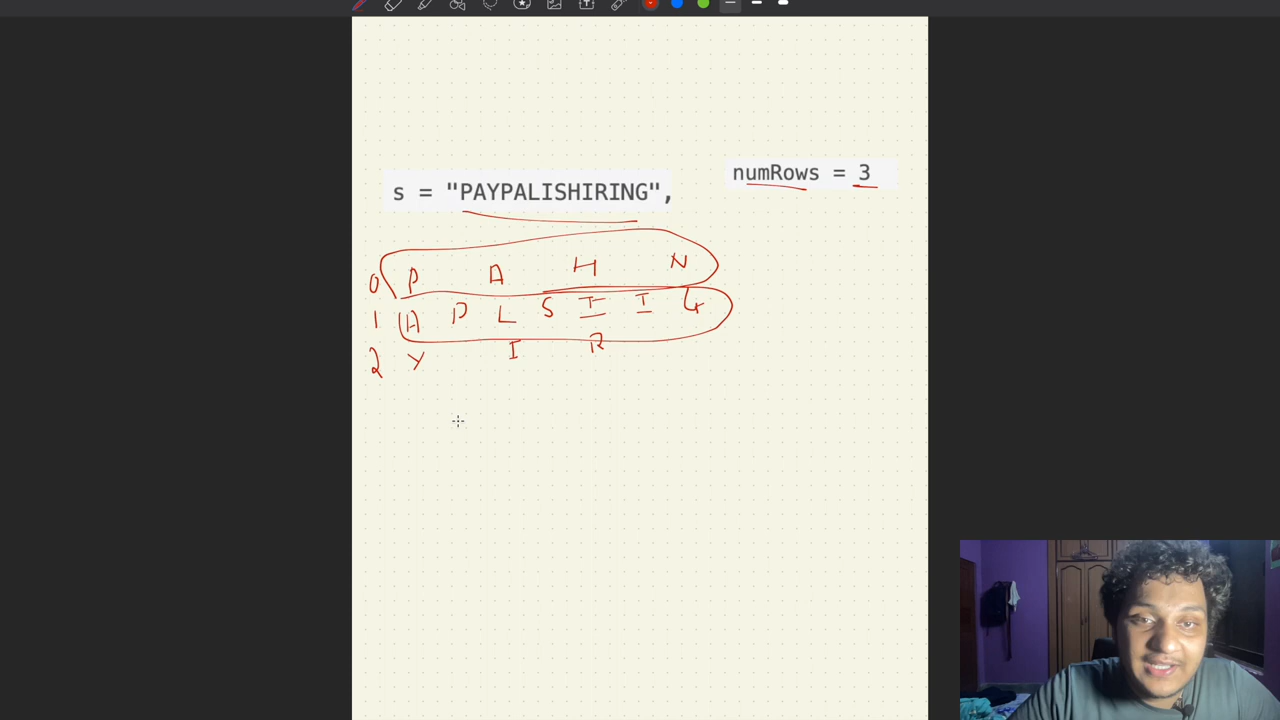 numRows = 3
s = "PAYPALISHIRING",
0 P A H N
1 A P L S I I G
2 Y I R